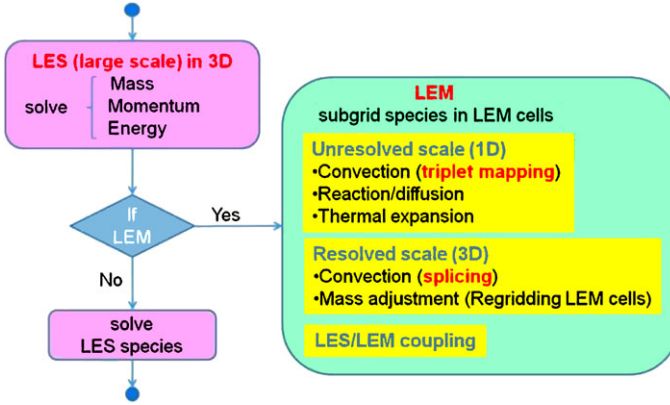 LES (large scale) in 3D
solve
Mass
Momentum
Energy
If
LEM
Yes
No
solve
LES species
LEM
subgrid species in LEM cells
Unresolved scale (1D)
•Convection (triplet mapping)
•Reaction/diffusion
•Thermal expansion
Resolved scale (3D)
•Convection (splicing)
•Mass adjustment (Regridding LEM cells)
LES/LEM coupling